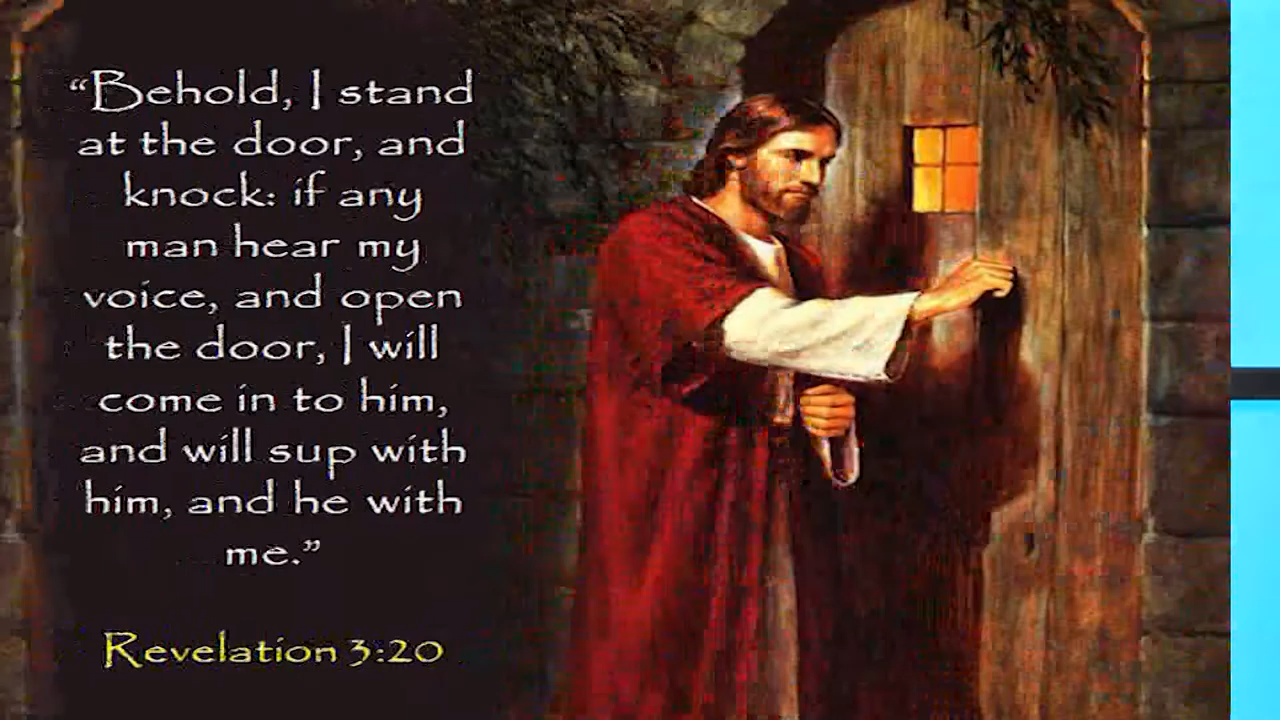 “Behold, I stand
at the door, and
knock: if any
man hear my
voice, and open
the door, I will
come in to him,
and will sup with
him, and he with
me.”
Revelation 3:20